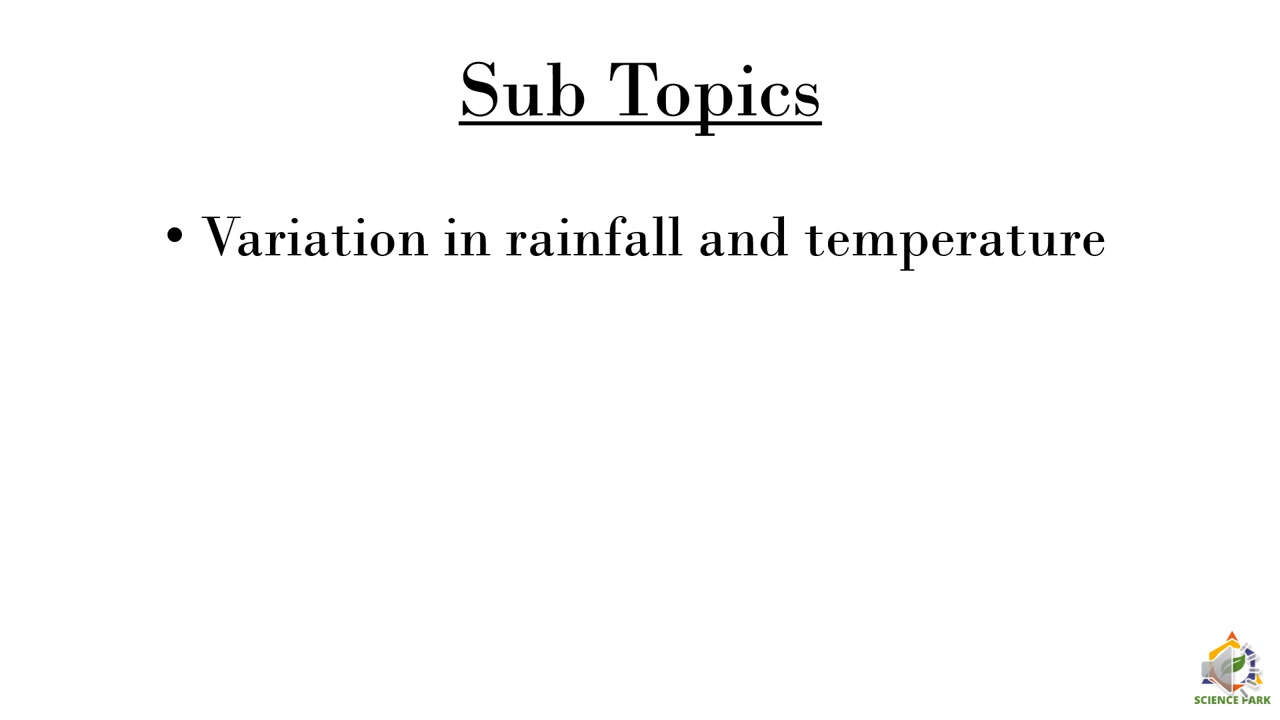 Sub Topics
• Variation in rainfall and temperature
SCIENCE PARK